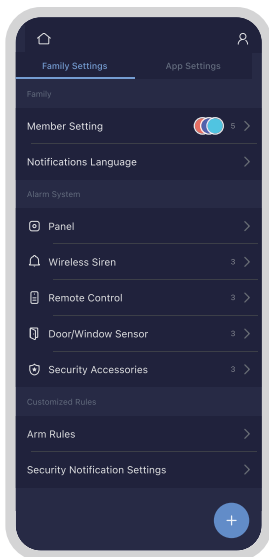 Family Settings App Settings
Family
Member Setting 5
Notifications Language
Alarm System
Panel
Wireless Siren 3
Remote Control 3
Door/Window Sensor 3
Security Accessories 3
Customized Rules
Arm Rules
Security Notification Settings
+